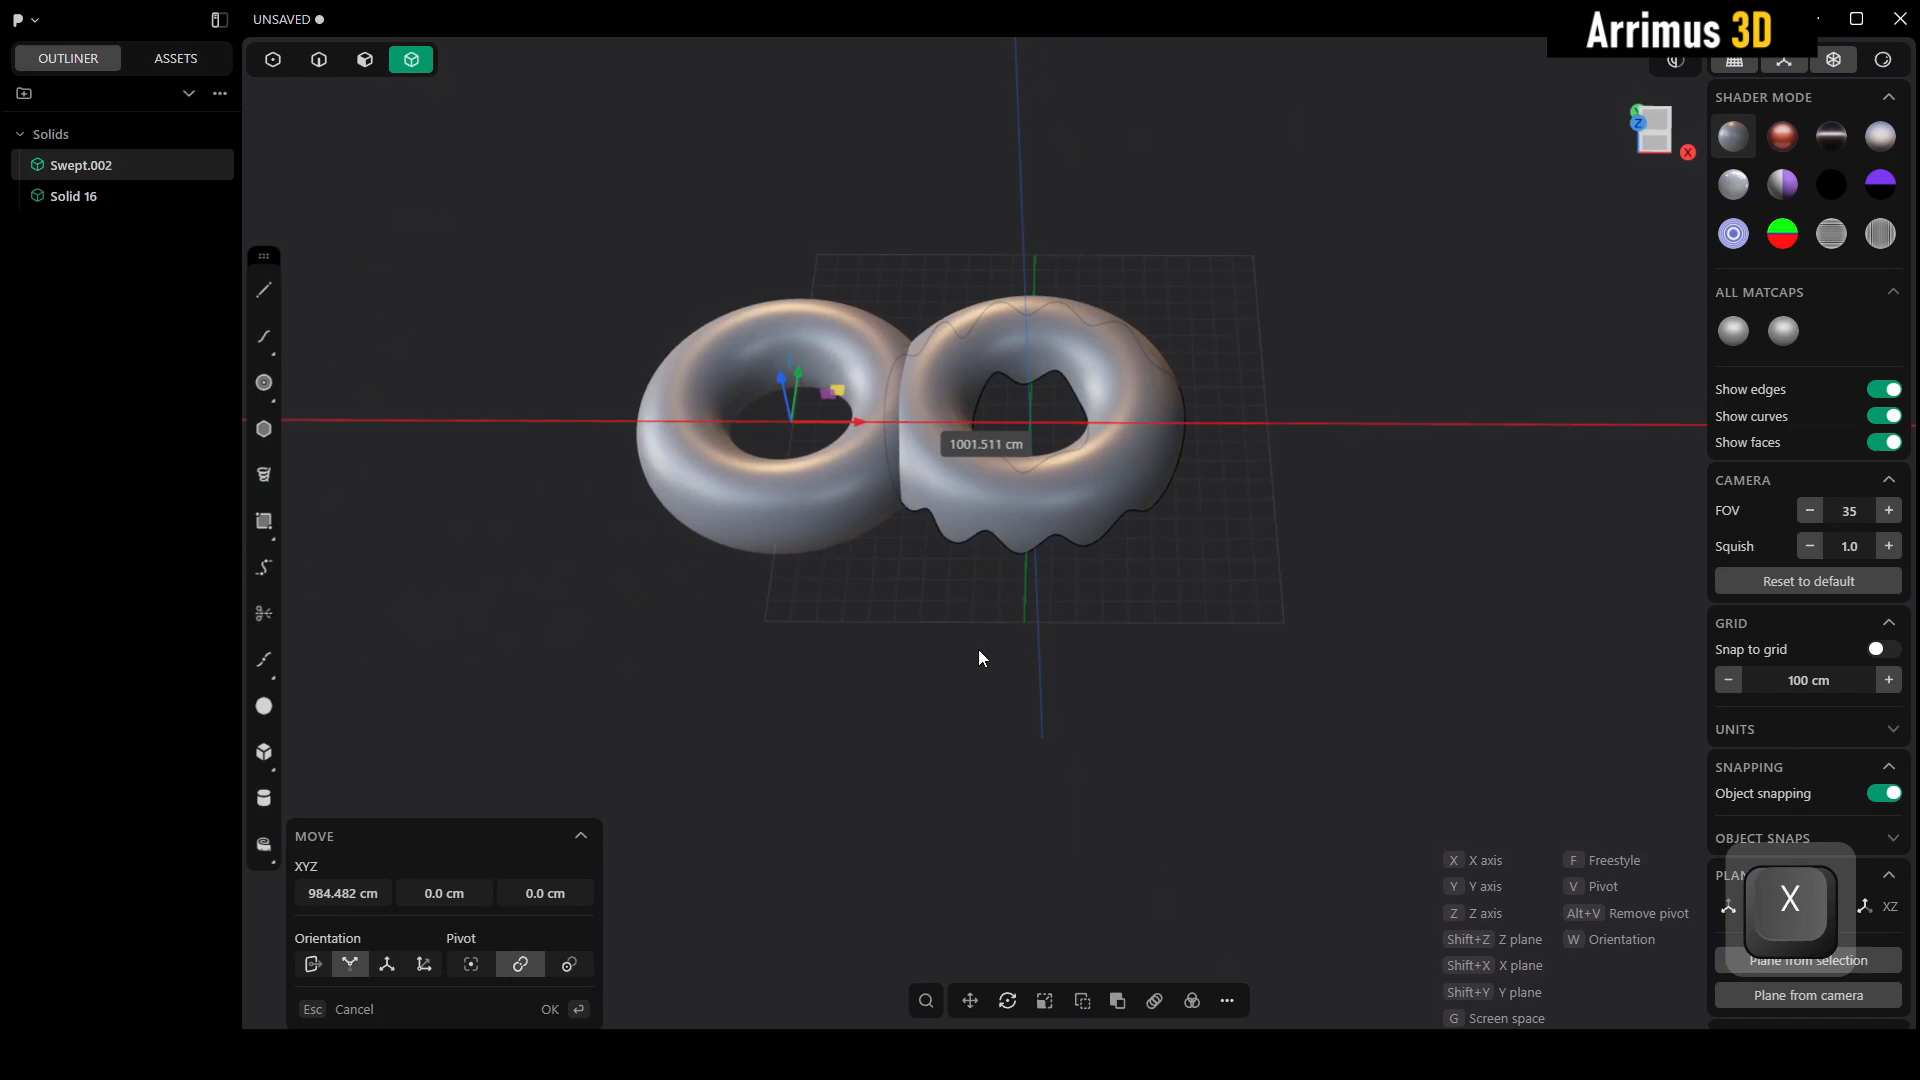 UNSAVED
Arrimus 3D
OUTLINER
ASSETS
Solids
Swept.002
Solid 16
Z
X
1001.511 cm
SHADER MODE
ALL MATCAPS
Show edges
Show curves
Show faces
CAMERA
FOV
35
Squish
1.0
Reset to default
GRID
Snap to grid
100 cm
UNITS
SNAPPING
Object snapping
OBJECT SNAPS
PLAN
X
XZ
Plane from selection
Plane from camera
MOVE
XYZ
984.482 cm
0.0 cm
0.0 cm
Orientation
Pivot
Esc Cancel
OK
X X axis
F Freestyle
Y Y axis
V Pivot
Z Z axis
Alt+V Remove pivot
Shift+Z Z plane
W Orientation
Shift+X X plane
Shift+Y Y plane
G Screen space